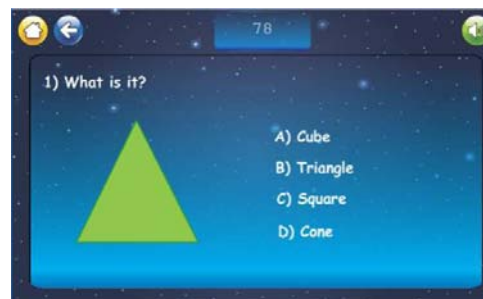 78
1) What is it?
A) Cube
B) Triangle
C) Square
D) Cone